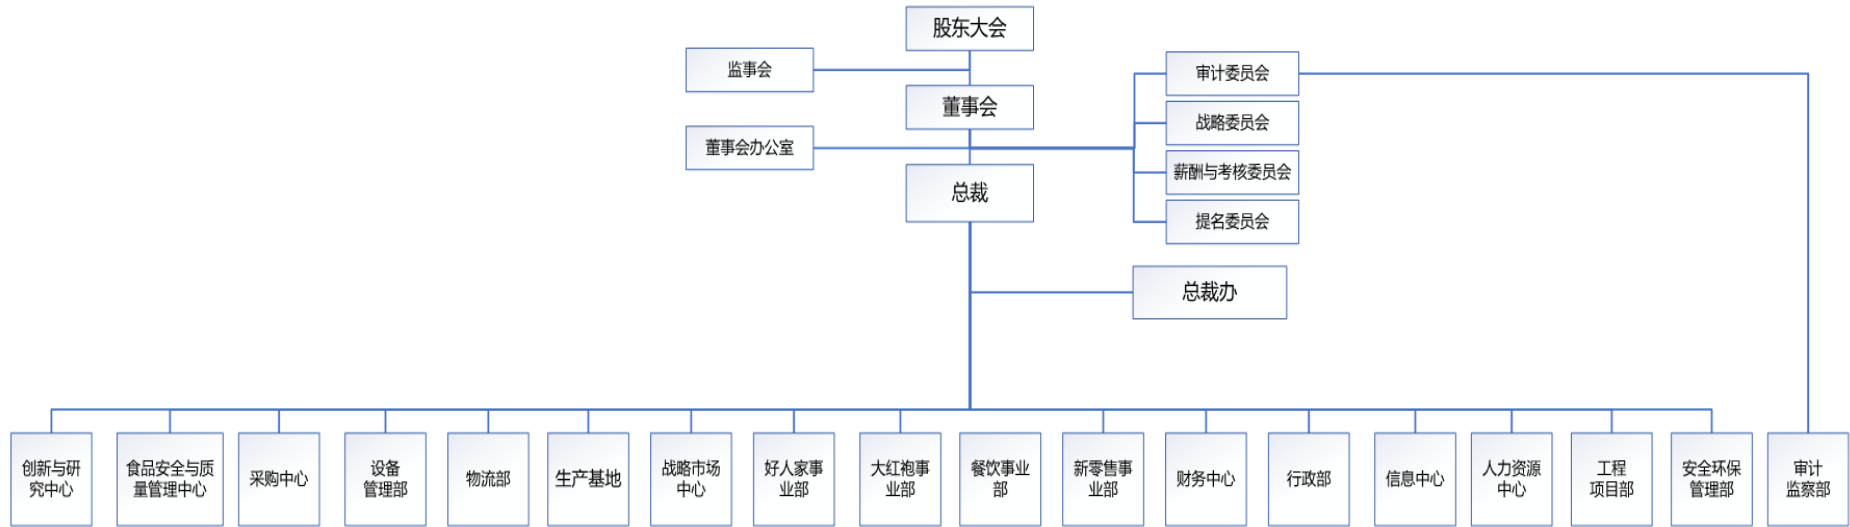 股东大会
监事会
审计委员会
董事会
战略委员会
董事会办公室
薪酬与考核委员会
总裁
提名委员会
总裁办
创新与研
究中心
食品安全与质
量管理中心
采购中心
设备
管理部
物流部
生产基地
战略市场
中心
好人家事
业部
大红袍事
业部
餐饮事业
部
新零售事
业部
财务中心
行政部
信息中心
人力资源
中心
工程
项目部
安全环保
管理部
审计
监察部